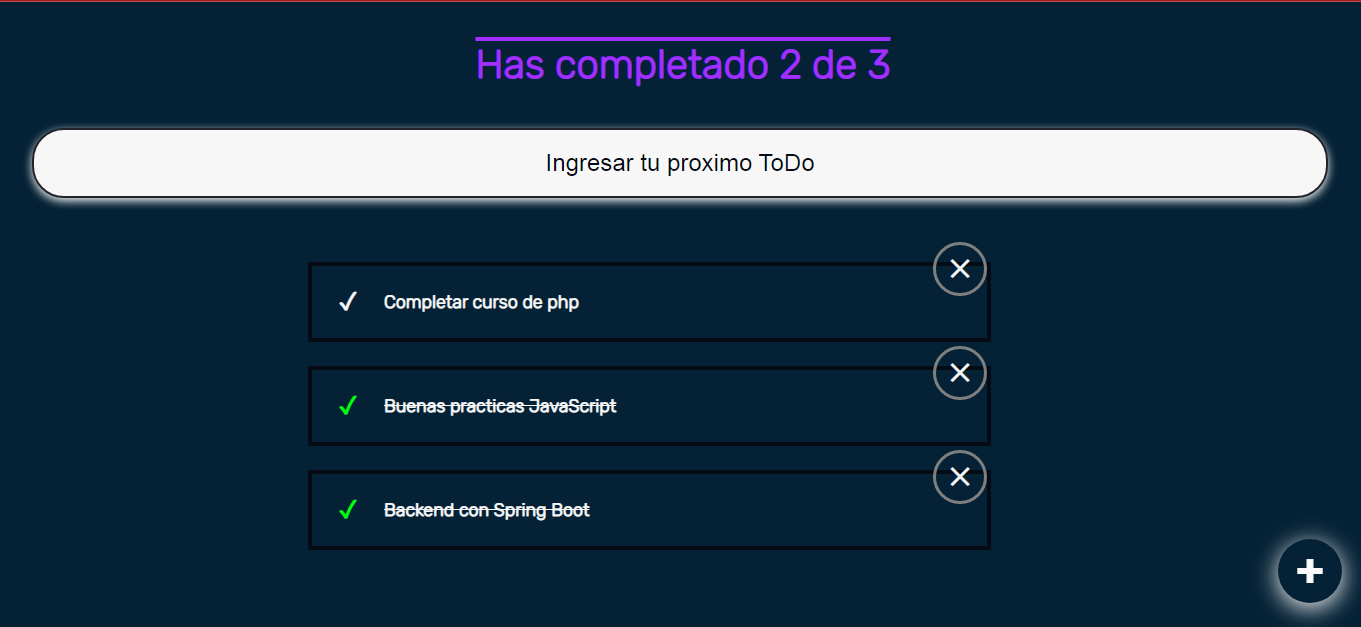 Has completado 2 de 3
Ingresar tu proximo ToDo
Completar curso de php
Buenas practicas JavaScript
Backend con Spring Boot